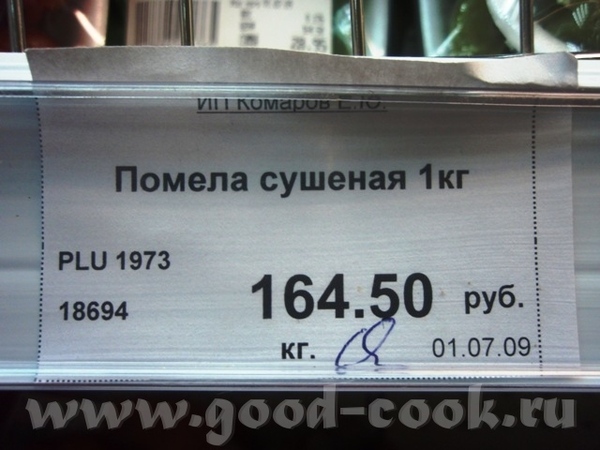 ИП Комаров Е.Ю.
Помела сушеная 1кг
PLU 1973
18694
164.50 руб.
кг.
01.07.09
www.good-cook.ru